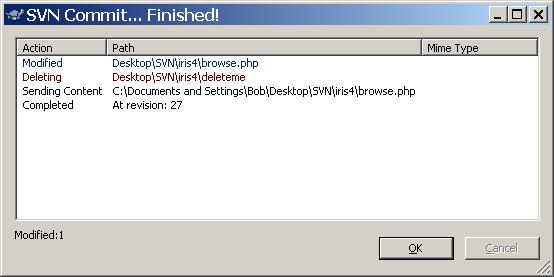 SVN Commit... Finished!
Action Path Mime Type
Modified Desktop\SVN\iris4\browse.php
Deleting Desktop\SVN\iris4\deleteme
Sending Content C:\Documents and Settings\Bob\Desktop\SVN\iris4\browse.php
Completed At revision: 27
Modified:1
OK Cancel